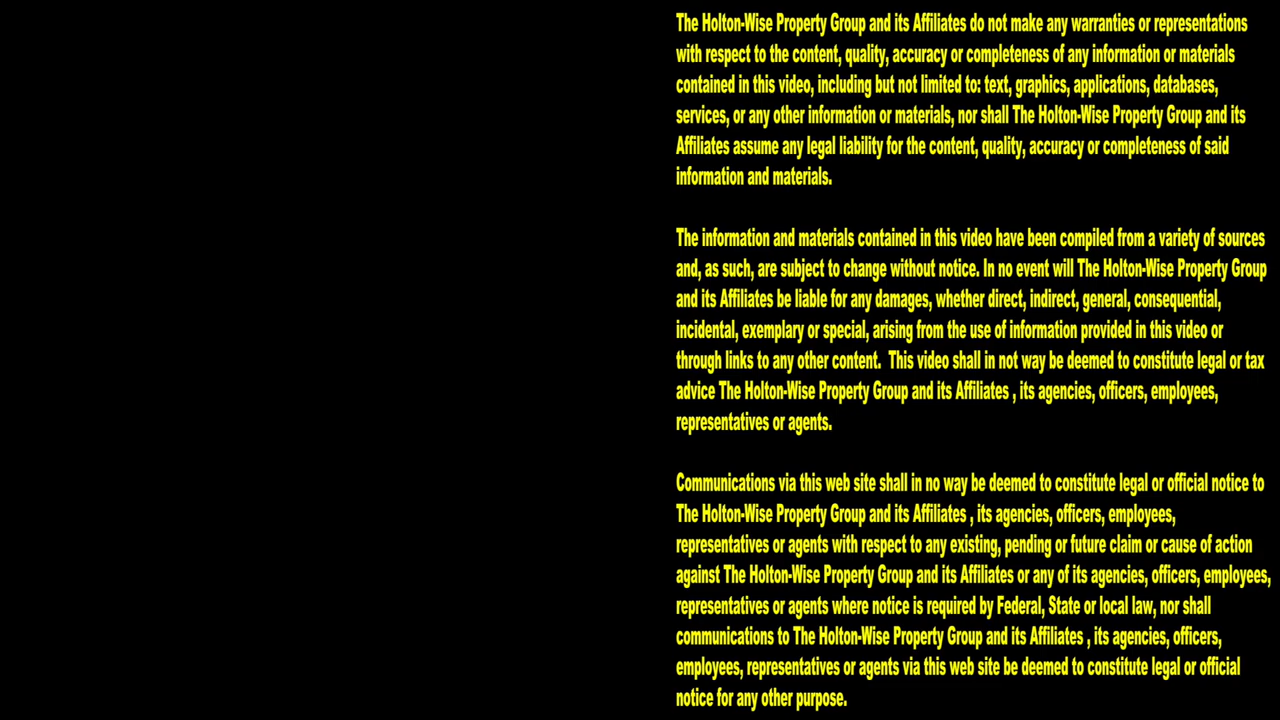 The Holton-Wise Property Group and its Affiliates do not make any warranties or representations
with respect to the content, quality, accuracy or completeness of any information or materials
contained in this video, including but not limited to: text, graphics, applications, databases,
services, or any other information or materials, nor shall The Holton-Wise Property Group and its
Affiliates assume any legal liability for the content, quality, accuracy or completeness of said
information and materials.
The information and materials contained in this video have been compiled from a variety of sources
and, as such, are subject to change without notice. In no event will The Holton-Wise Property Group
and its Affiliates be liable for any damages, whether direct, indirect, general, consequential,
incidental, exemplary or special, arising from the use of information provided in this video or
through links to any other content.  This video shall in not way be deemed to constitute legal or tax
advice The Holton-Wise Property Group and its Affiliates , its agencies, officers, employees,
representatives or agents.
Communications via this web site shall in no way be deemed to constitute legal or official notice to
The Holton-Wise Property Group and its Affiliates , its agencies, officers, employees,
representatives or agents with respect to any existing, pending or future claim or cause of action
against The Holton-Wise Property Group and its Affiliates or any of its agencies, officers, employees,
representatives or agents where notice is required by Federal, State or local law, nor shall
communications to The Holton-Wise Property Group and its Affiliates , its agencies, officers,
employees, representatives or agents via this web site be deemed to constitute legal or official
notice for any other purpose.